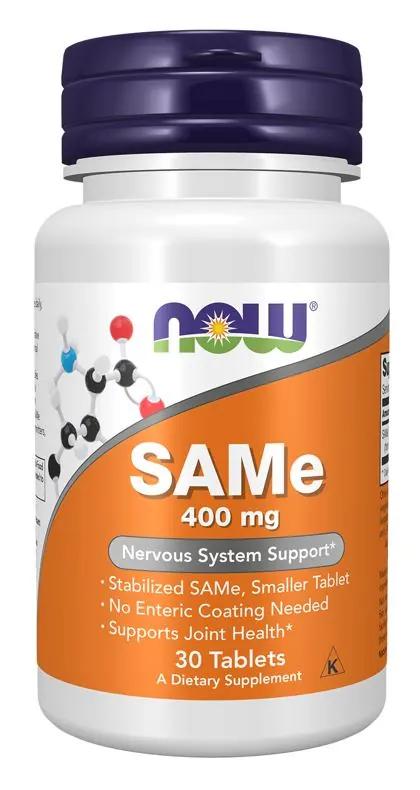 now®
SAMe
400 mg
Nervous System Support*
• Stabilized SAMe, Smaller Tablet
• No Enteric Coating Needed
• Supports Joint Health*
30 Tablets
A Dietary Supplement
K